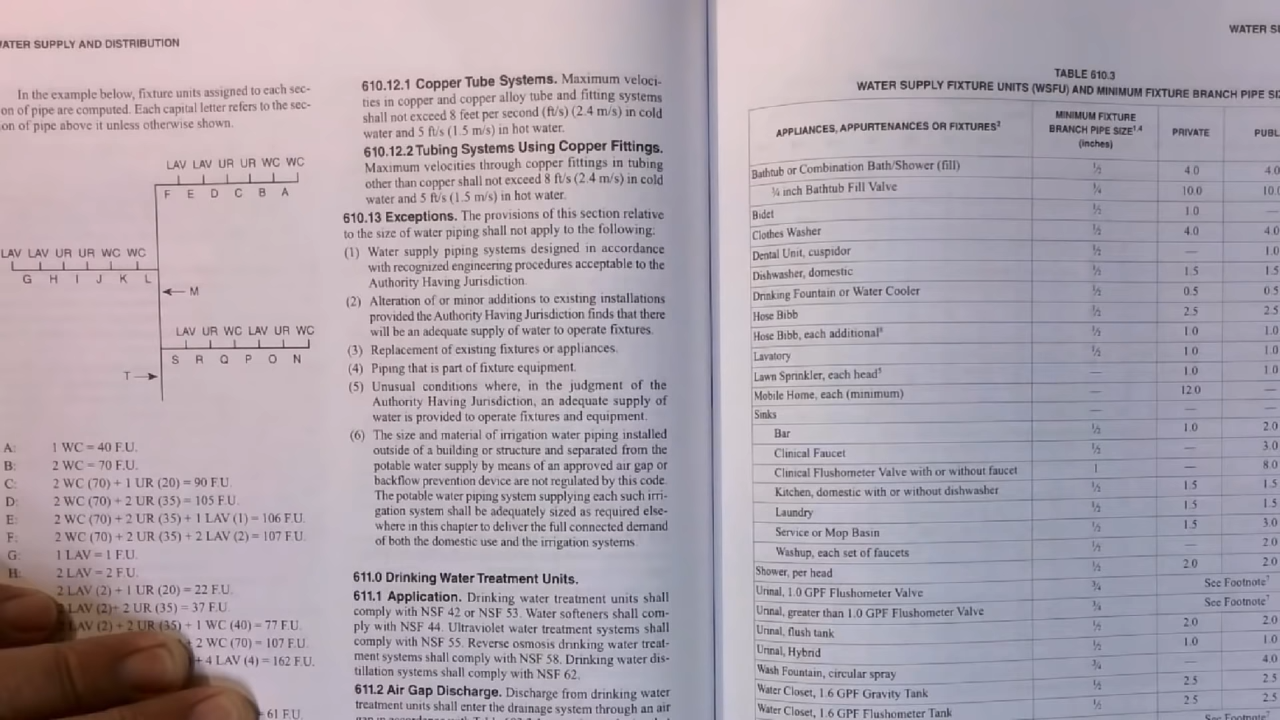 WATER SUPPLY AND DISTRIBUTION
In the example below, fixture units assigned to each sec-
on of pipe are computed. Each capital letter refers to the sec-
on of pipe above it unless otherwise shown.
LAV LAV UR UR WC WC
F E D C B A
LAV LAV UR UR WC WC
G H I J K L
M
LAV UR WC LAV UR WC
S R Q P O N
T
A: 1 WC = 40 F.U.
B: 2 WC = 70 F.U.
C: 2 WC (70) + 1 UR (20) = 90 F.U.
D: 2 WC (70) + 2 UR (35) = 105 F.U.
E: 2 WC (70) + 2 UR (35) + 1 LAV (1) = 106 F.U.
F: 2 WC (70) + 2 UR (35) + 2 LAV (2) = 107 F.U.
G: 1 LAV = 1 F.U.
H: 2 LAV = 2 F.U.
2 LAV (2) + 1 UR (20) = 22 F.U.
2 LAV (2)+ 2 UR (35) = 37 F.U.
LAV (2) + 2 UR (35) + 1 WC (40) = 77 F.U.
+ 2 WC (70) = 107 F.U.
+ 4 LAV (4) = 162 F.U.
= 61 F.U.
610.12.1 Copper Tube Systems. Maximum veloci-
ties in copper and copper alloy tube and fitting systems
shall not exceed 8 feet per second (ft/s) (2.4 m/s) in cold
water and 5 ft/s (1.5 m/s) in hot water.
610.12.2 Tubing Systems Using Copper Fittings.
Maximum velocities through copper fittings in tubing
other than copper shall not exceed 8 ft/s (2.4 m/s) in cold
water and 5 ft/s (1.5 m/s) in hot water.
610.13 Exceptions. The provisions of this section relative
to the size of water piping shall not apply to the following:
(1) Water supply piping systems designed in accordance
with recognized engineering procedures acceptable to the
Authority Having Jurisdiction.
(2) Alteration of or minor additions to existing installations
provided the Authority Having Jurisdiction finds that there
will be an adequate supply of water to operate fixtures.
(3) Replacement of existing fixtures or appliances.
(4) Piping that is part of fixture equipment.
(5) Unusual conditions where, in the judgment of the
Authority Having Jurisdiction, an adequate supply of
water is provided to operate fixtures and equipment.
(6) The size and material of irrigation water piping installed
outside of a building or structure and separated from the
potable water supply by means of an approved air gap or
backflow prevention device are not regulated by this code.
The potable water piping system supplying each such irri-
gation system shall be adequately sized as required else-
where in this chapter to deliver the full connected demand
of both the domestic use and the irrigation systems.
611.0 Drinking Water Treatment Units.
611.1 Application. Drinking water treatment units shall
comply with NSF 42 or NSF 53. Water softeners shall com-
ply with NSF 44. Ultraviolet water treatment systems shall
comply with NSF 55. Reverse osmosis drinking water treat-
ment systems shall comply with NSF 58. Drinking water dis-
tillation systems shall comply with NSF 62.
611.2 Air Gap Discharge. Discharge from drinking water
treatment units shall enter the drainage system through an air
WATER SU
TABLE 610.3
WATER SUPPLY FIXTURE UNITS (WSFU) AND MINIMUM FIXTURE BRANCH PIPE SIZ
APPLIANCES, APPURTENANCES OR FIXTURES² MINIMUM FIXTURE BRANCH PIPE SIZE¹,⁴ (inches) PRIVATE PUBL
Bathtub or Combination Bath/Shower (fill) ½ 4.0 4.0
¾ inch Bathtub Fill Valve ¾ 10.0 10.0
Bidet ½ 1.0 —
Clothes Washer ½ 4.0 4.0
Dental Unit, cuspidor ½ — 1.0
Dishwasher, domestic ½ 1.5 1.5
Drinking Fountain or Water Cooler ½ 0.5 0.5
Hose Bibb ½ 2.5 2.5
Hose Bibb, each additional⁸ ½ 1.0 1.0
Lavatory ½ 1.0 1.0
Lawn Sprinkler, each head⁵ — 1.0 1.0
Mobile Home, each (minimum) — 12.0 —
Sinks — — —
Bar ½ 1.0 2.0
Clinical Faucet ½ — 3.0
Clinical Flushometer Valve with or without faucet 1 — 8.0
Kitchen, domestic with or without dishwasher ½ 1.5 1.5
Laundry ½ 1.5 1.5
Service or Mop Basin ½ 1.5 3.0
Washup, each set of faucets ½ — 2.0
Shower, per head ½ 2.0 2.0
Urinal, 1.0 GPF Flushometer Valve ¾ See Footnote⁷
Urinal, greater than 1.0 GPF Flushometer Valve ¾ See Footnote⁷
Urinal, flush tank ½ 2.0 2.0
Urinal, Hybrid ½ 1.0 1.0
Wash Fountain, circular spray ¾ — 4.0
Water Closet, 1.6 GPF Gravity Tank ½ 2.5 2.5
Water Closet, 1.6 GPF Flushometer Tank ½ 2.5 2.5
See Footnote⁷